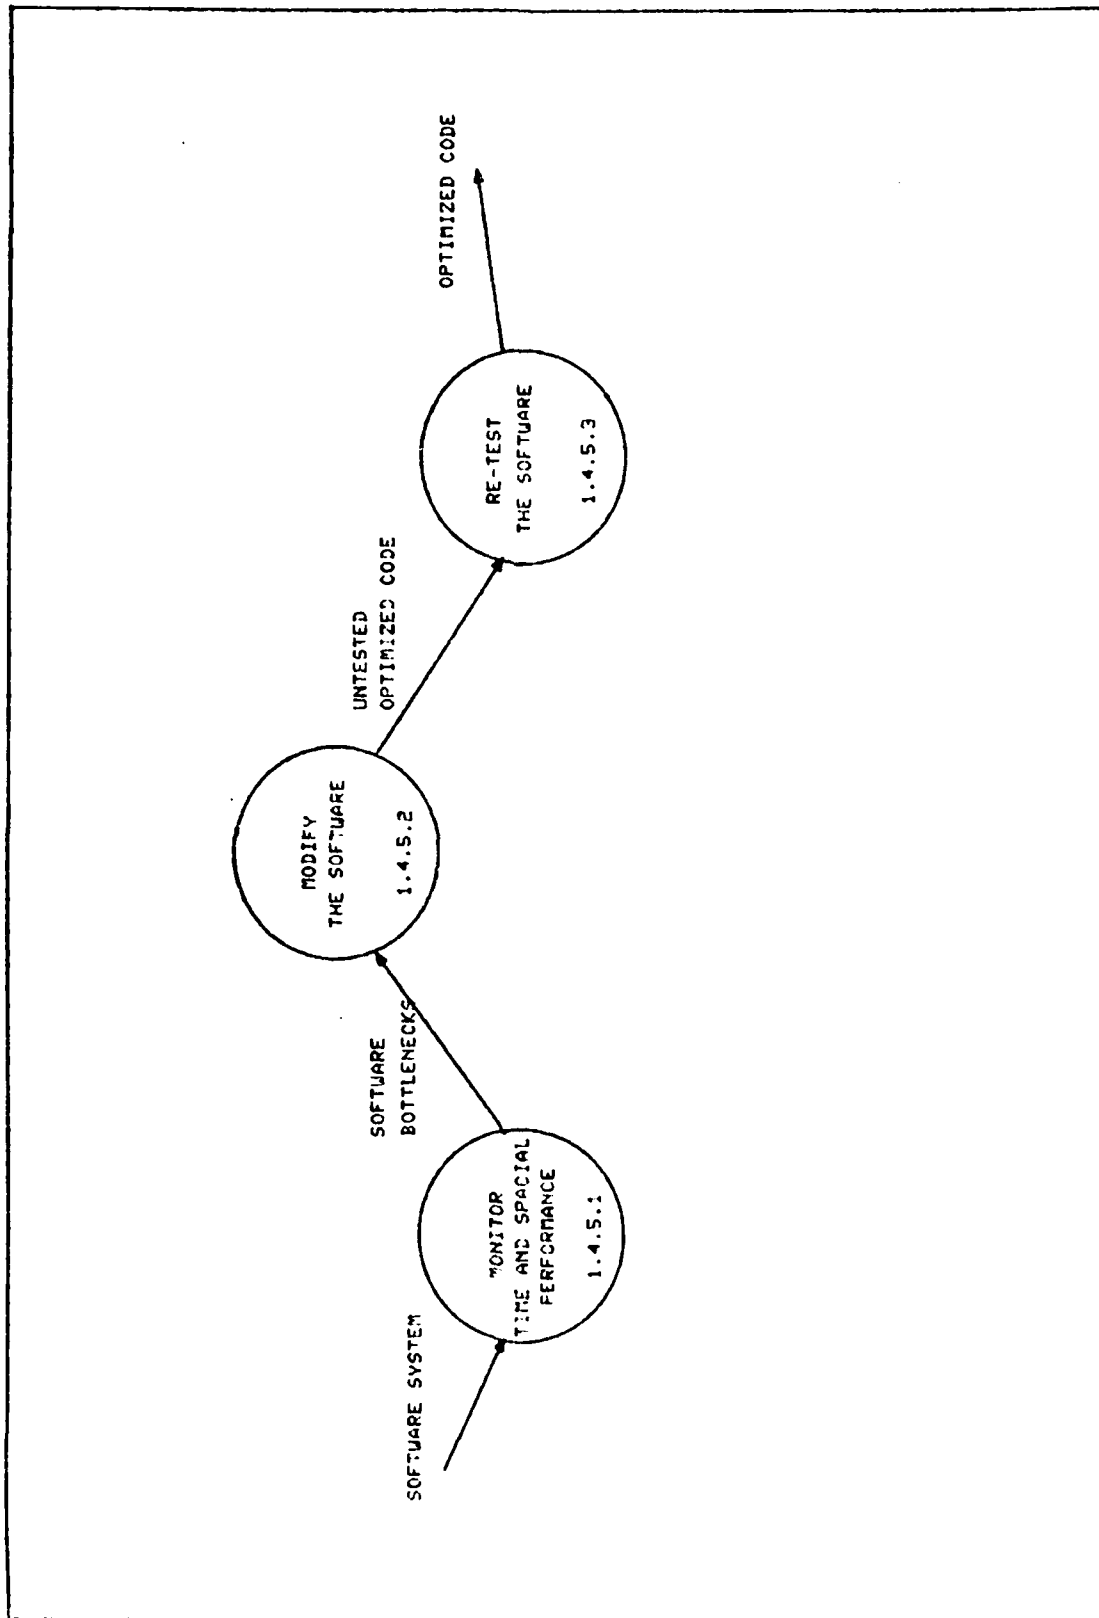 SOFTWARE SYSTEM
MONITOR
TIME AND SPACIAL
PERFORMANCE
1.4.5.1
SOFTWARE
BOTTLENECKS
MODIFY
THE SOFTWARE
1.4.5.2
UNTESTED
OPTIMIZED CODE
RE-TEST
THE SOFTWARE
1.4.5.3
OPTIMIZED CODE